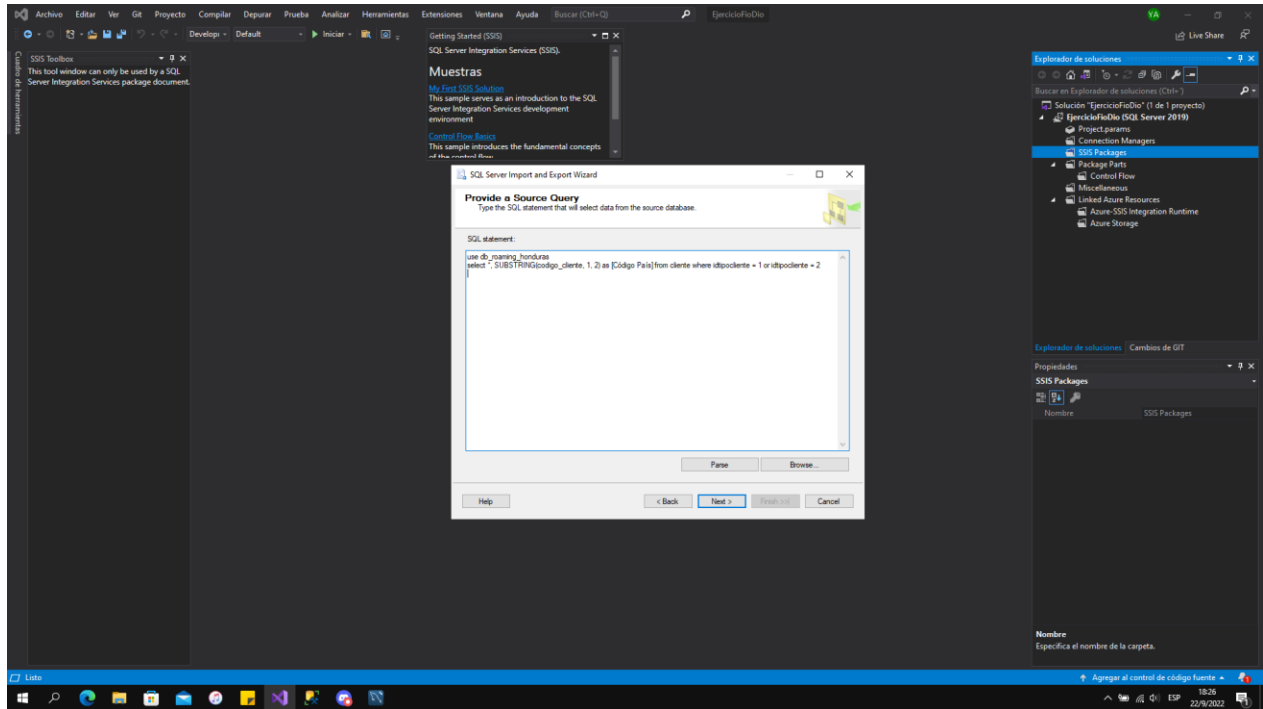 Archivo Editar Ver Git Proyecto Compilar Depurar Prueba Analizar Herramientas Extensiones Ventana Ayuda Buscar (Ctrl+Q) EjercicioFioDio YA
Develop Default Iniciar Live Share
Cuadro de herramientas
SSIS Toolbox
This tool window can only be used by a SQL
Server Integration Services package document.
Getting Started (SSIS)
SQL Server Integration Services (SSIS).
Muestras
My First SSIS Solution
This sample serves as an introduction to the SQL
Server Integration Services development
environment
Control Flow Basics
This sample introduces the fundamental concepts
of the control flow
SQL Server Import and Export Wizard
Provide a Source Query
Type the SQL statement that will select data from the source database.
SQL statement:
use db_roaming_honduras
select *, SUBSTRING(codigo_cliente, 1, 2) as [Código País] from cliente where idtipocliente = 1 or idtipocliente = 2
Parse Browse...
Help < Back Next > Finish >>| Cancel
Explorador de soluciones
Buscar en Explorador de soluciones (Ctrl+´)
Solución "EjercicioFioDio" (1 de 1 proyecto)
EjercicioFioDio (SQL Server 2019)
Project.params
Connection Managers
SSIS Packages
Package Parts
Control Flow
Miscellaneous
Linked Azure Resources
Azure-SSIS Integration Runtime
Azure Storage
Explorador de soluciones Cambios de GIT
Propiedades
SSIS Packages
Nombre SSIS Packages
Nombre
Especifica el nombre de la carpeta.
Listo Agregar al control de código fuente
ESP 18:26
22/9/2022